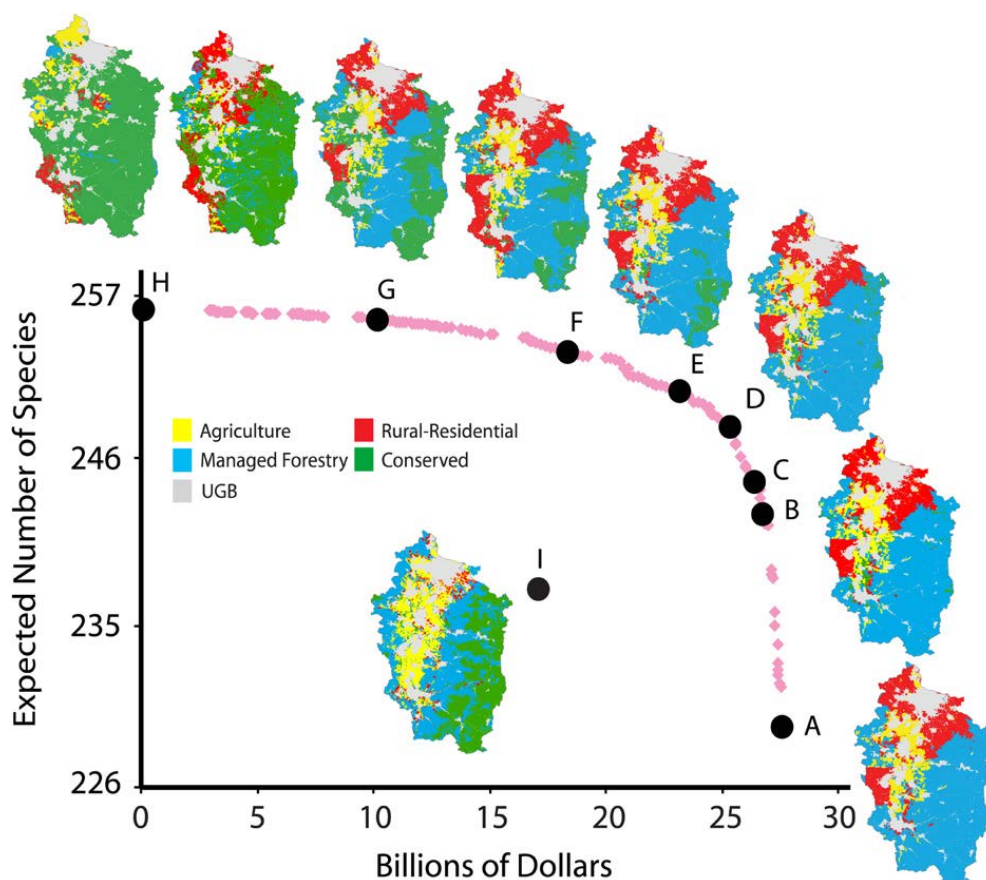 H
257
G
F
E
D
Agriculture Rural-Residential
246
Managed Forestry Conserved
C
UGB
B
I
235
A
226
0 5 10 15 20 25 30
Billions of Dollars
Expected Number of Species